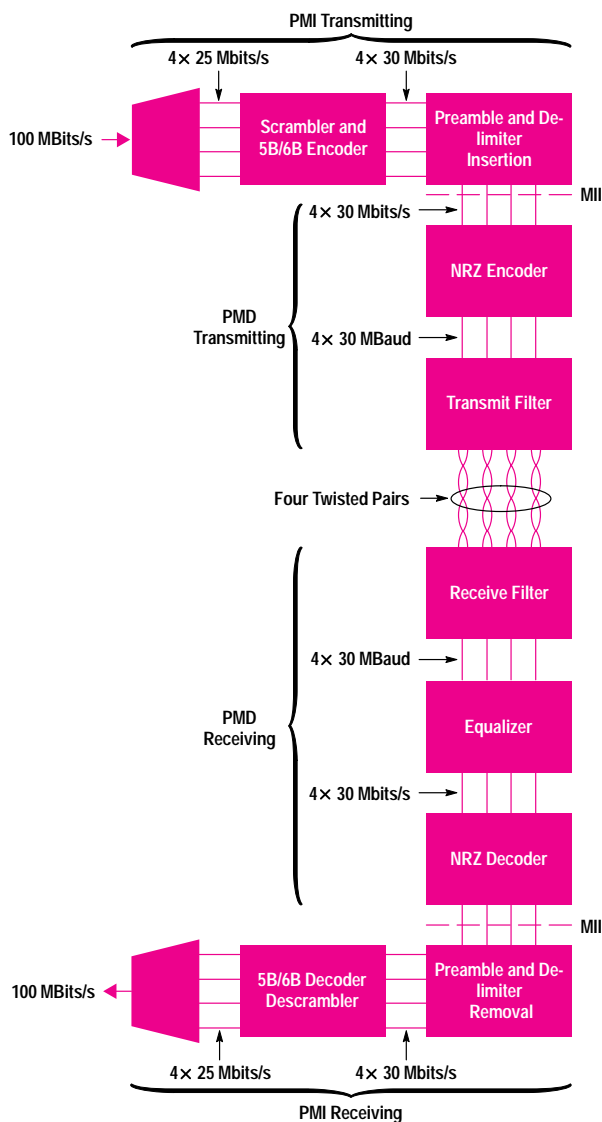 PMI Transmitting
4× 25 Mbits/s
4× 30 Mbits/s
100 MBits/s
Scrambler and
5B/6B Encoder
Preamble and De-
limiter
Insertion
MII
4× 30 Mbits/s
NRZ Encoder
PMD
Transmitting
4× 30 MBaud
Transmit Filter
Four Twisted Pairs
Receive Filter
4× 30 MBaud
PMD
Receiving
Equalizer
4× 30 Mbits/s
NRZ Decoder
MII
100 MBits/s
5B/6B Decoder
Descrambler
Preamble and De-
limiter
Removal
4× 25 Mbits/s
4× 30 Mbits/s
PMI Receiving